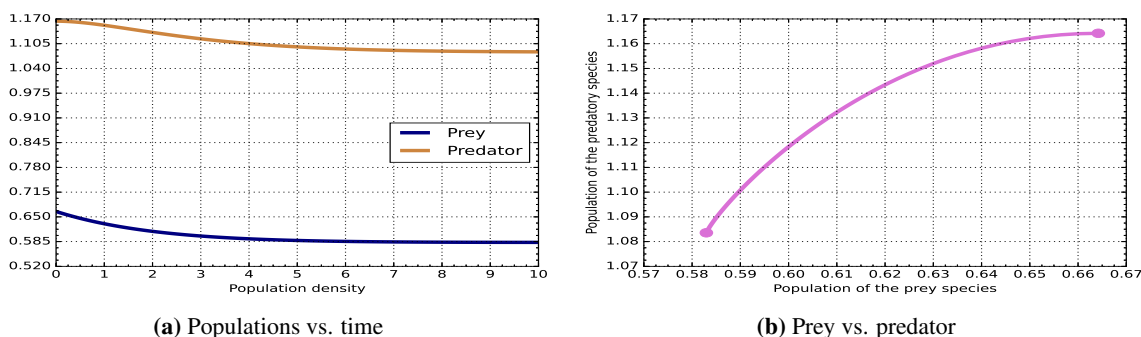 1.170
1.105
1.040
0.975
0.910
0.845
0.780
0.715
0.650
0.585
0.520
0 1 2 3 4 5 6 7 8 9 10
Population density
Prey
Predator
(a) Populations vs. time
1.17
1.16
1.15
1.14
1.13
1.12
1.11
1.10
1.09
1.08
1.07
0.57 0.58 0.59 0.60 0.61 0.62 0.63 0.64 0.65 0.66 0.67
Population of the predatory species
Population of the prey species
(b) Prey vs. predator